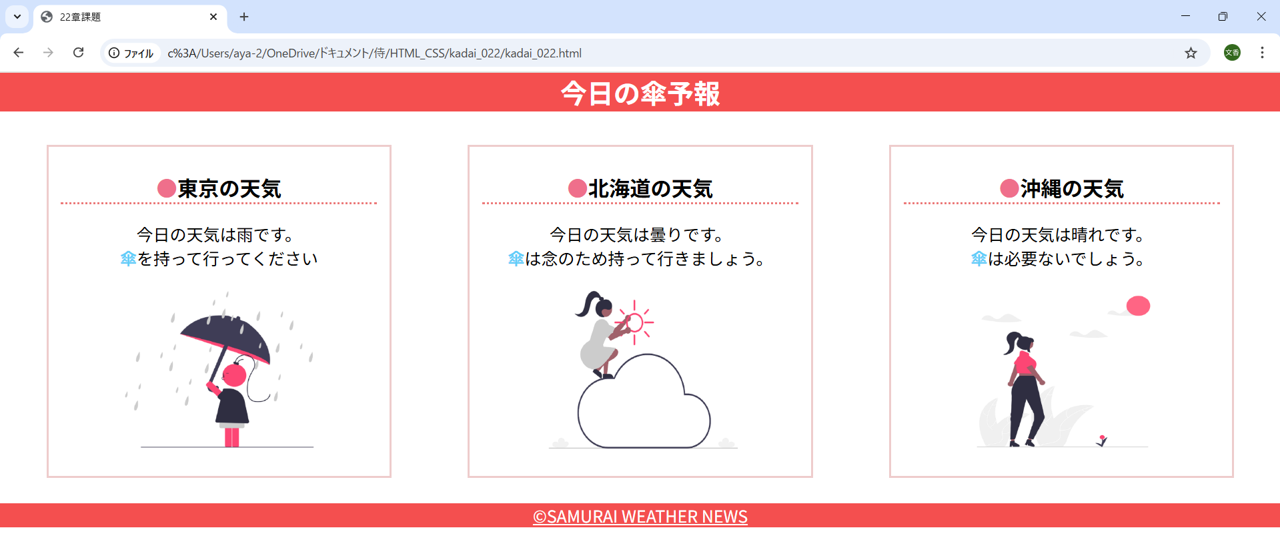 22章課題
ファイル
c%3A/Users/aya-2/OneDrive/ドキュメント/侍/HTML_CSS/kadai_022/kadai_022.html
文香
今日の傘予報
●東京の天気
今日の天気は雨です。
傘を持って行ってください
●北海道の天気
今日の天気は曇りです。
傘は念のため持って行きましょう。
●沖縄の天気
今日の天気は晴れです。
傘は必要ないでしょう。
©SAMURAI WEATHER NEWS